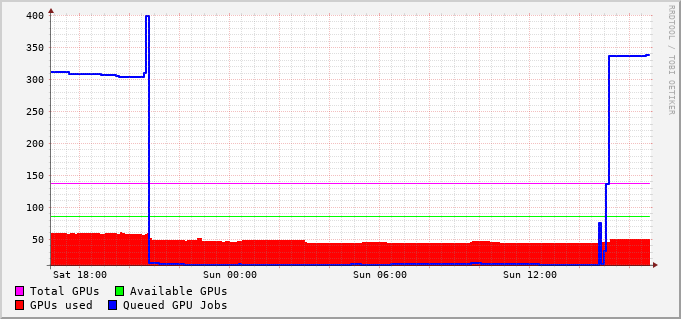 400
350
300
250
200
150
100
50
Sat 18:00 Sun 00:00 Sun 06:00 Sun 12:00
Total GPUs Available GPUs
GPUs used Queued GPU Jobs
RRDTOOL / TOBI OETIKER